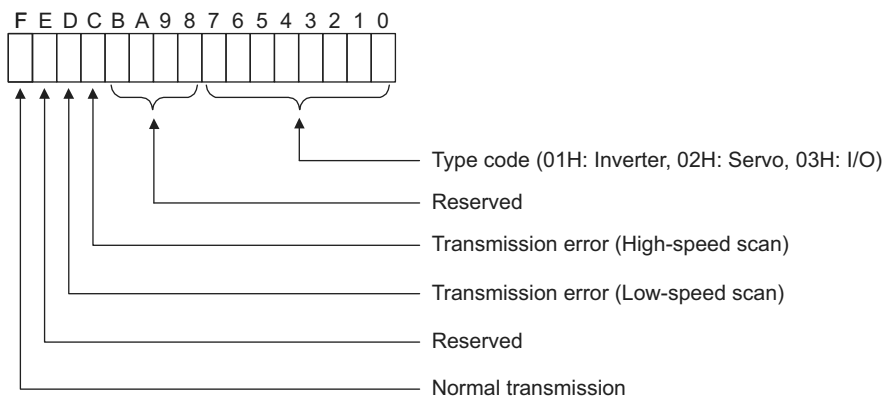 F E D C B A 9 8 7 6 5 4 3 2 1 0
Type code (01H: Inverter, 02H: Servo, 03H: I/O)
Reserved
Transmission error (High-speed scan)
Transmission error (Low-speed scan)
Reserved
Normal transmission